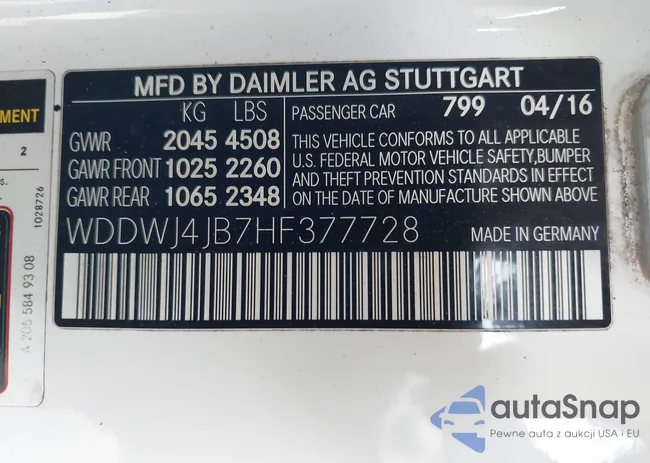 MFD BY DAIMLER AG STUTTGART
KG LBS
PASSENGER CAR 799 04/16
GVWR 2045 4508
GAWR FRONT 1025 2260
GAWR REAR 1065 2348
THIS VEHICLE CONFORMS TO ALL APPLICABLE
U.S. FEDERAL MOTOR VEHICLE SAFETY,BUMPER
AND THEFT PREVENTION STANDARDS IN EFFECT
ON THE DATE OF MANUFACTURE SHOWN ABOVE
WDDWJ4JB7HF377728
MADE IN GERMANY
MENT
2
s.
1028726
A 205 584 93 08
autaSnap
Pewne auta z aukcji USA i EU